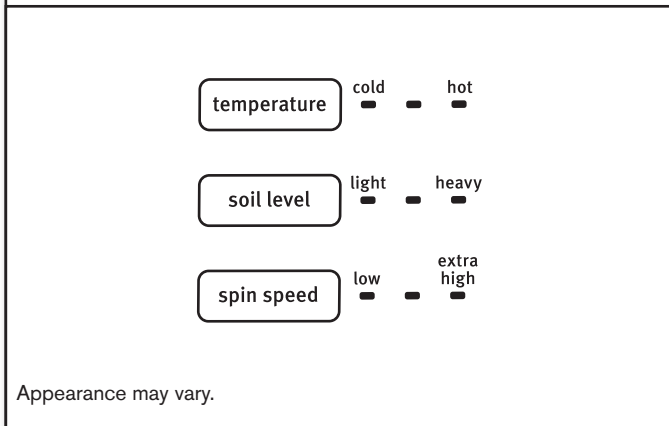 temperature cold hot
soil level light heavy
spin speed low extra high
Appearance may vary.